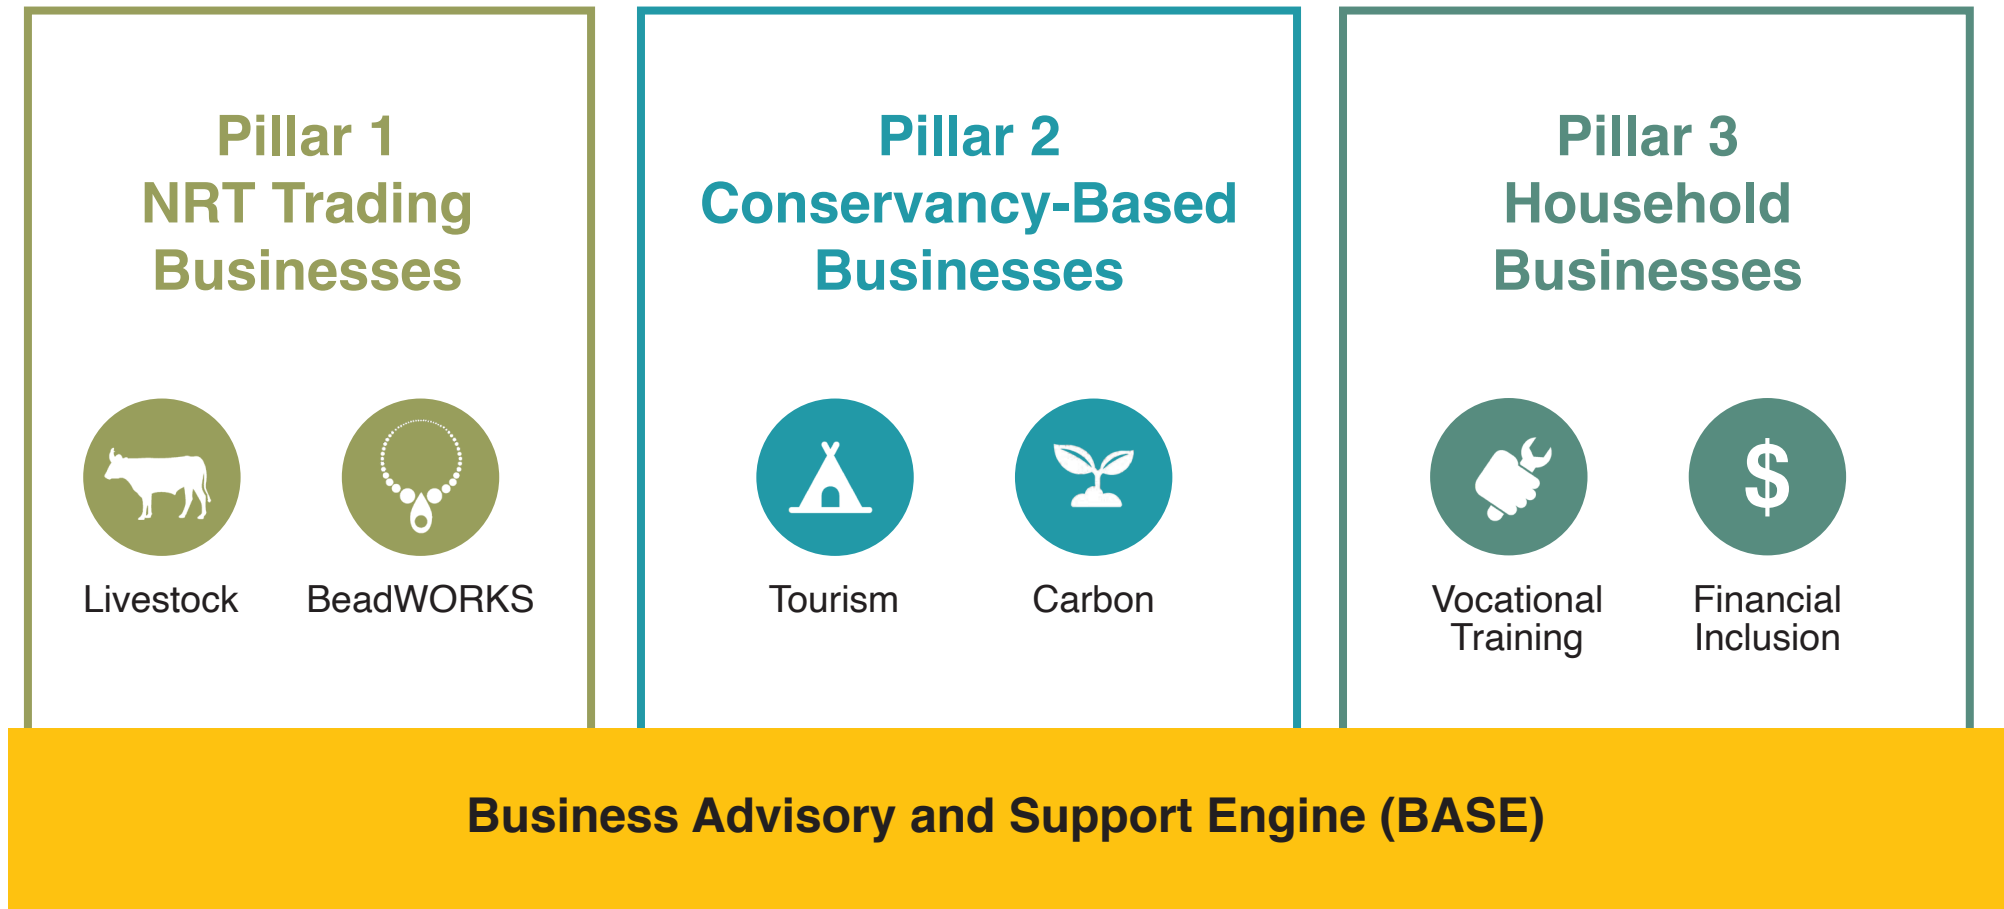 Pillar 1
NRT Trading
Businesses
Livestock
BeadWORKS
Pillar 2
Conservancy-Based
Businesses
Tourism
Carbon
Pillar 3
Household
Businesses
Vocational
Training
Financial
Inclusion
Business Advisory and Support Engine (BASE)